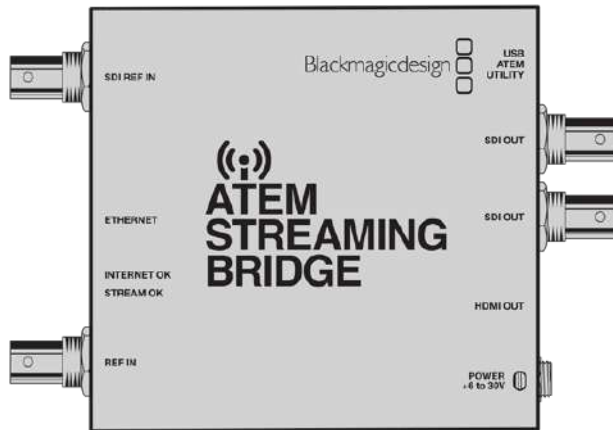 SDI REF IN
ETHERNET
INTERNET OK
STREAM OK
REF IN
Blackmagicdesign
ATEM
STREAMING
BRIDGE
USB
ATEM
UTILITY
SDI OUT
SDI OUT
HDMI OUT
POWER
+6 to 30V